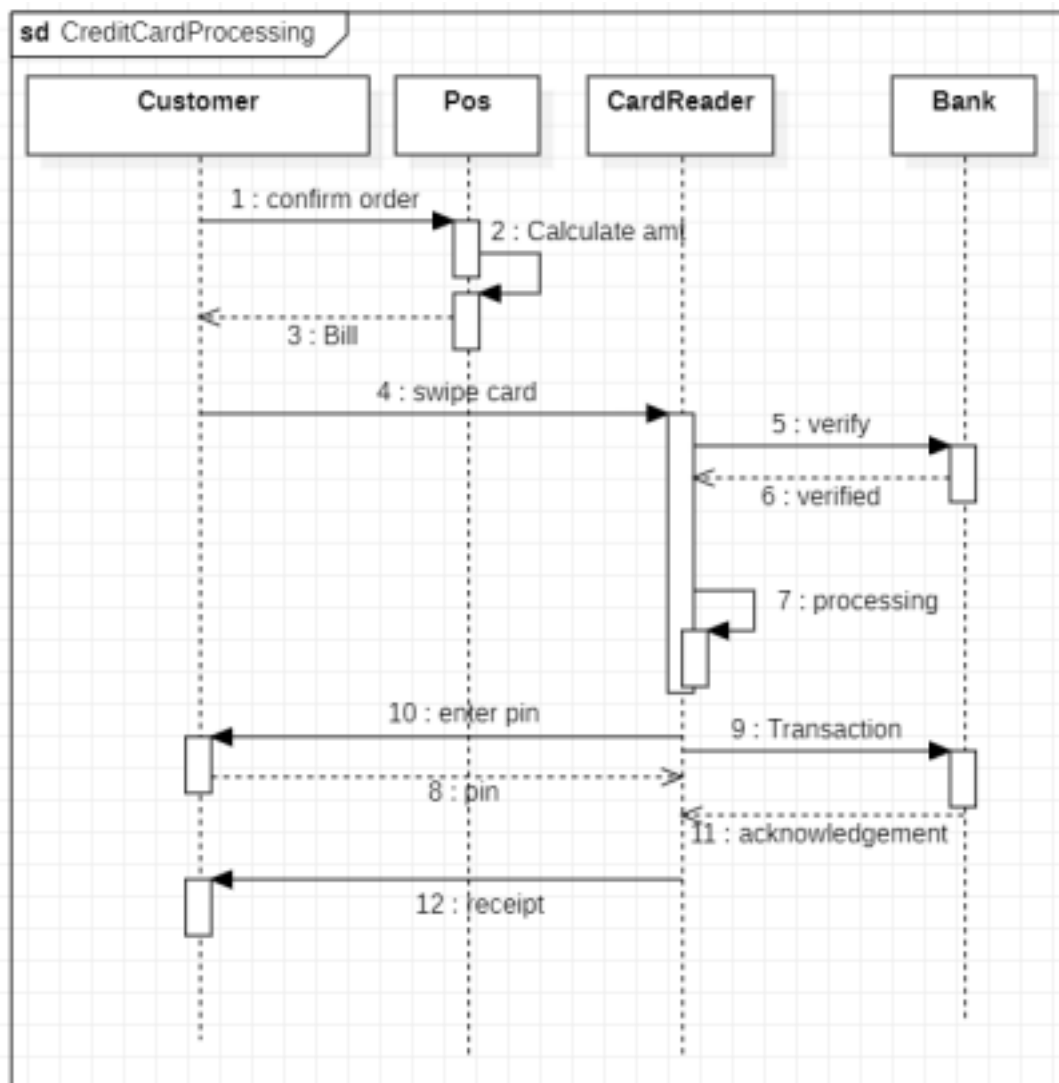 sd CreditCardProcessing
Customer
Pos
CardReader
Bank
1 : confirm order
2 : Calculate amt
3 : Bill
4 : swipe card
5 : verify
6 : verified
7 : processing
10 : enter pin
9 : Transaction
8 : pin
11 : acknowledgement
12 : receipt